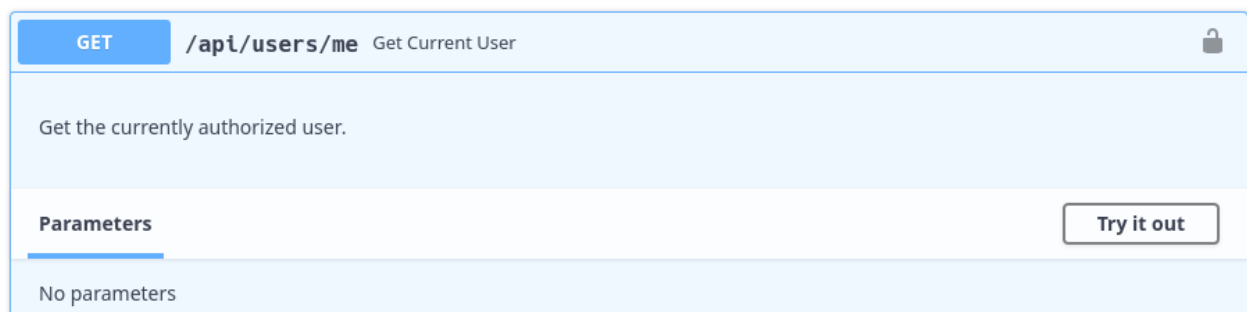 GET /api/users/me Get Current User
Get the currently authorized user.
Parameters Try it out
No parameters